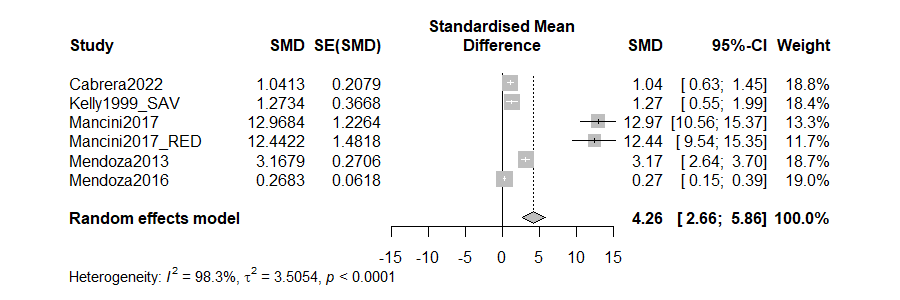 Standardised Mean
Study SMD SE(SMD) Difference SMD 95%-CI Weight
Cabrera2022 1.0413 0.2079 1.04 [ 0.63; 1.45] 18.8%
Kelly1999_SAV 1.2734 0.3668 1.27 [ 0.55; 1.99] 18.4%
Mancini2017 12.9684 1.2264 12.97 [10.56; 15.37] 13.3%
Mancini2017_RED 12.4422 1.4818 12.44 [ 9.54; 15.35] 11.7%
Mendoza2013 3.1679 0.2706 3.17 [ 2.64; 3.70] 18.7%
Mendoza2016 0.2683 0.0618 0.27 [ 0.15; 0.39] 19.0%
Random effects model 4.26 [ 2.66; 5.86] 100.0%
-15 -10 -5 0 5 10 15
Heterogeneity: I² = 98.3%, τ² = 3.5054, p < 0.0001